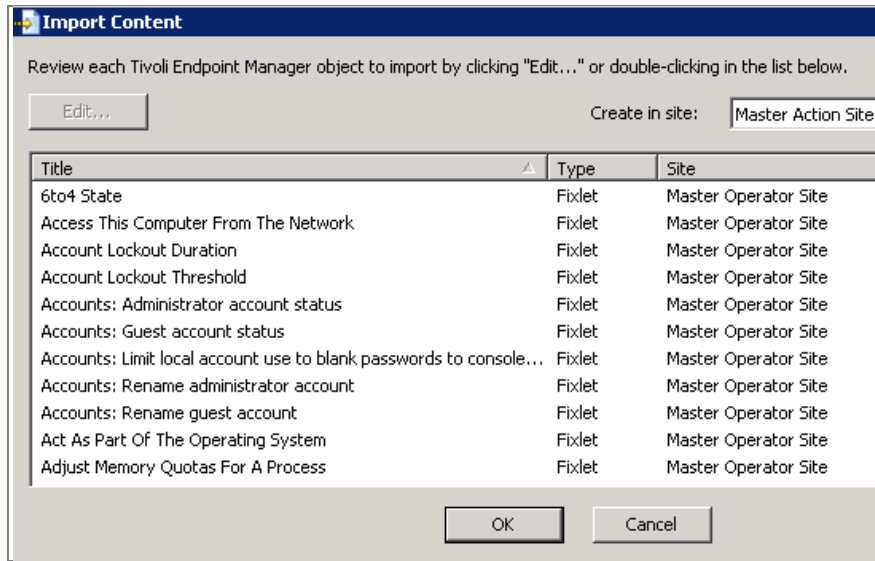 Import Content
Review each Tivoli Endpoint Manager object to import by clicking "Edit..." or double-clicking in the list below.
Edit... Create in site: Master Action Site
Title Type Site
6to4 State Fixlet Master Operator Site
Access This Computer From The Network Fixlet Master Operator Site
Account Lockout Duration Fixlet Master Operator Site
Account Lockout Threshold Fixlet Master Operator Site
Accounts: Administrator account status Fixlet Master Operator Site
Accounts: Guest account status Fixlet Master Operator Site
Accounts: Limit local account use to blank passwords to console... Fixlet Master Operator Site
Accounts: Rename administrator account Fixlet Master Operator Site
Accounts: Rename guest account Fixlet Master Operator Site
Act As Part Of The Operating System Fixlet Master Operator Site
Adjust Memory Quotas For A Process Fixlet Master Operator Site
OK Cancel